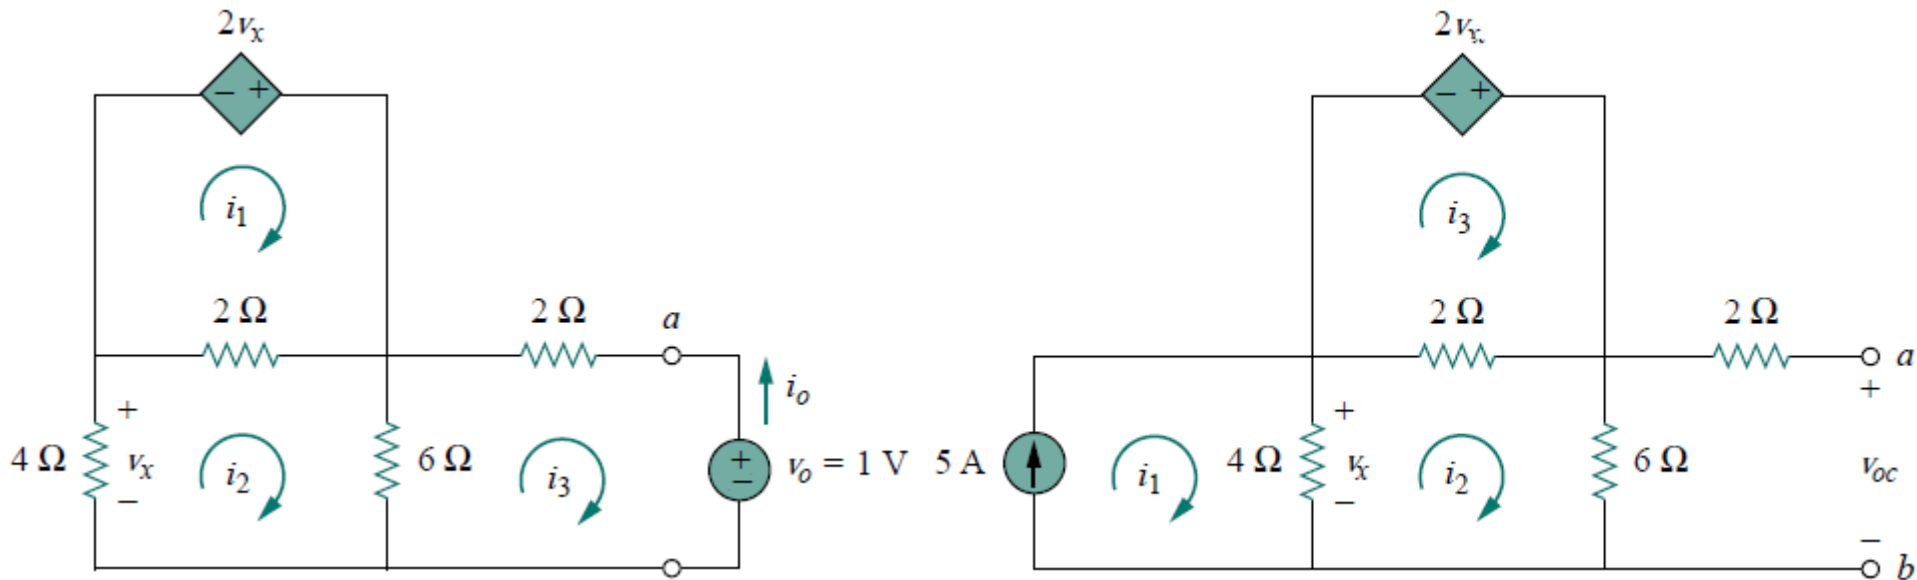 2vx
− +
i1
2 Ω
2 Ω
a
+
io
4 Ω
vx
6 Ω
+
−
vo = 1 V
i2
i3
−
2vx
− +
i3
2 Ω
2 Ω
a
+
+
5 A
i1
4 Ω
vx
i2
6 Ω
voc
−
−
b